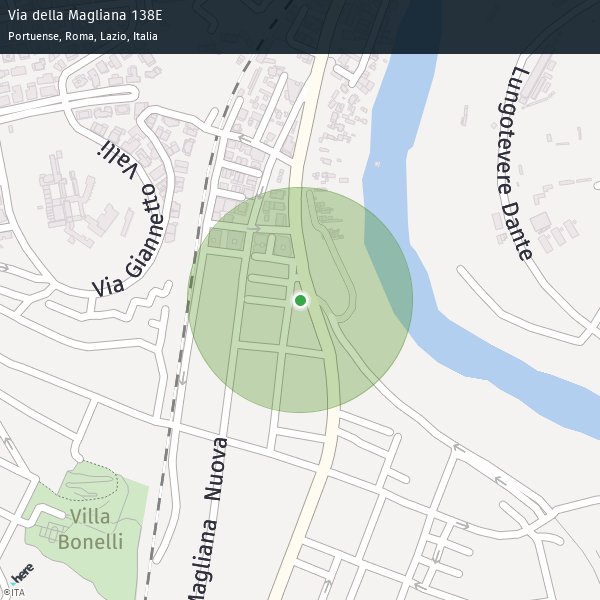 Via della Magliana 138E
Portuense, Roma, Lazio, Italia
Lungotevere Dante
Via Giannetto Valli
Magliana Nuova
Villa
Bonelli
here
©ITA